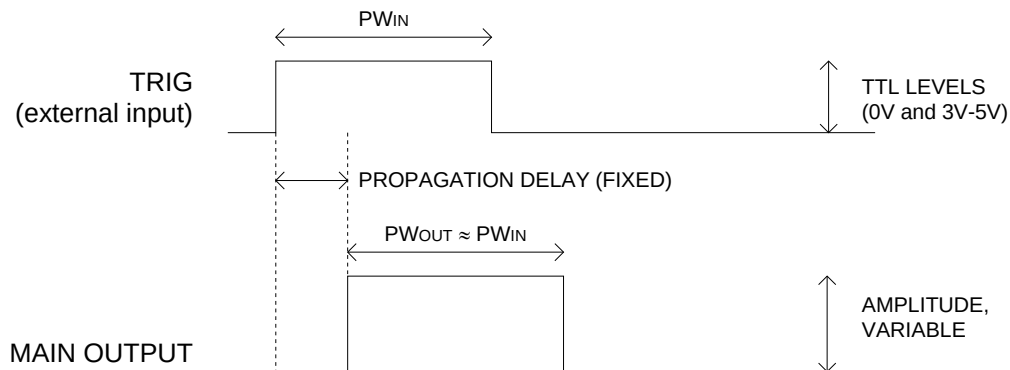 PWIN
TRIG
(external input)
TTL LEVELS
(0V and 3V-5V)
PROPAGATION DELAY (FIXED)
PWOUT ≈ PWIN
AMPLITUDE,
VARIABLE
MAIN OUTPUT